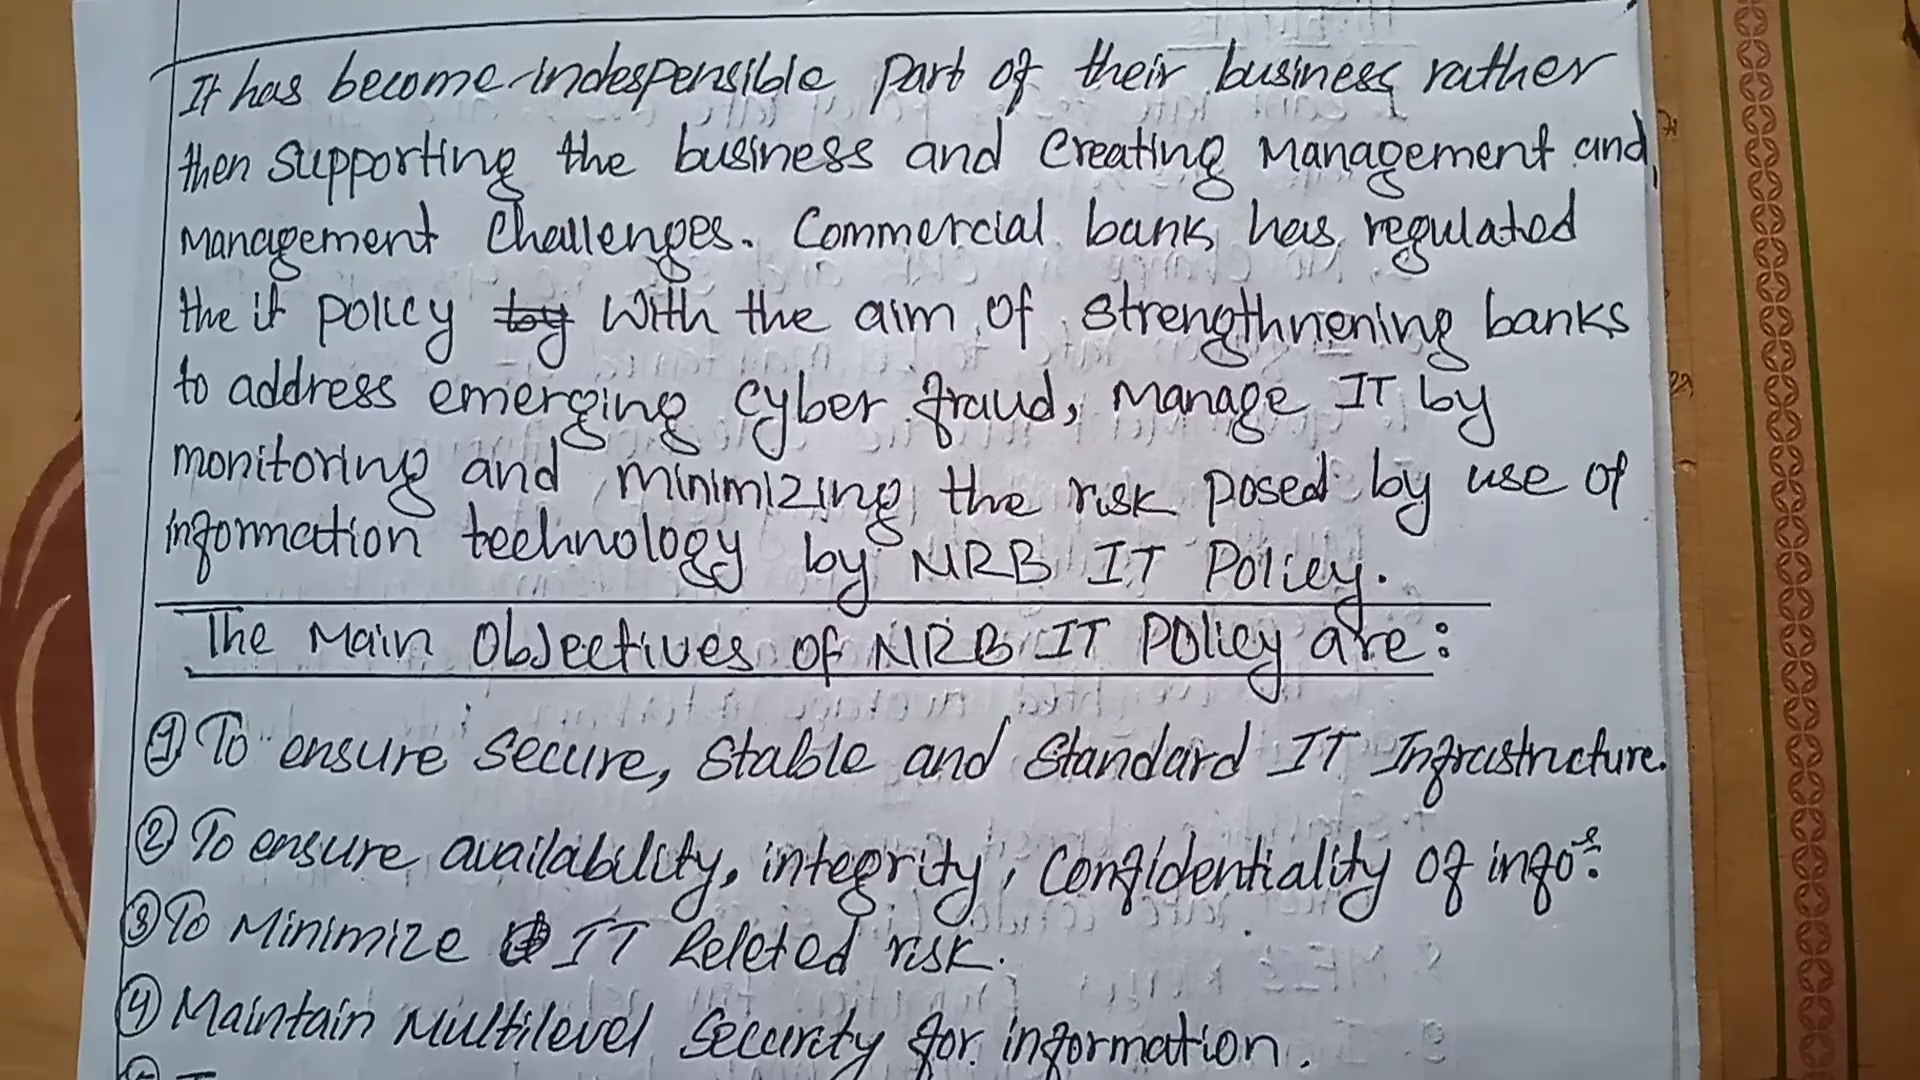 It has become indespensible part of their business rather
then supporting the business and Creating Management and
management challenges. Commercial bank has regulated
the it policy by with the aim of strengthnening banks
to address emerging cyber fraud, manage IT by
monitoring and minimizing the risk posed by use of
information technology by NRB IT Policy.
The Main Objectives of NRB IT Policy are:
① To ensure secure, stable and standard IT Infrastructure.
② To ensure availability, integrity, confidentiality of info
③ To Minimize IT Releted risk.
④ Maintain Multilevel security for information.